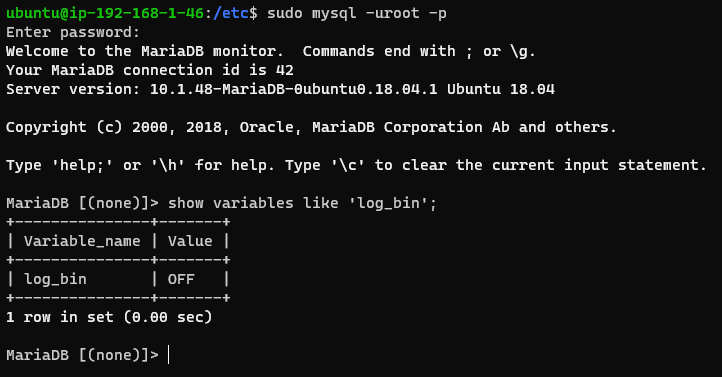 ubuntu@ip-192-168-1-46:/etc$ sudo mysql -uroot -p
Enter password:
Welcome to the MariaDB monitor.  Commands end with ; or \g.
Your MariaDB connection id is 42
Server version: 10.1.48-MariaDB-0ubuntu0.18.04.1 Ubuntu 18.04

Copyright (c) 2000, 2018, Oracle, MariaDB Corporation Ab and others.

Type 'help;' or '\h' for help. Type '\c' to clear the current input statement.

MariaDB [(none)]> show variables like 'log_bin';
+---------------+-------+
| Variable_name | Value |
+---------------+-------+
| log_bin       | OFF   |
+---------------+-------+
1 row in set (0.00 sec)

MariaDB [(none)]>